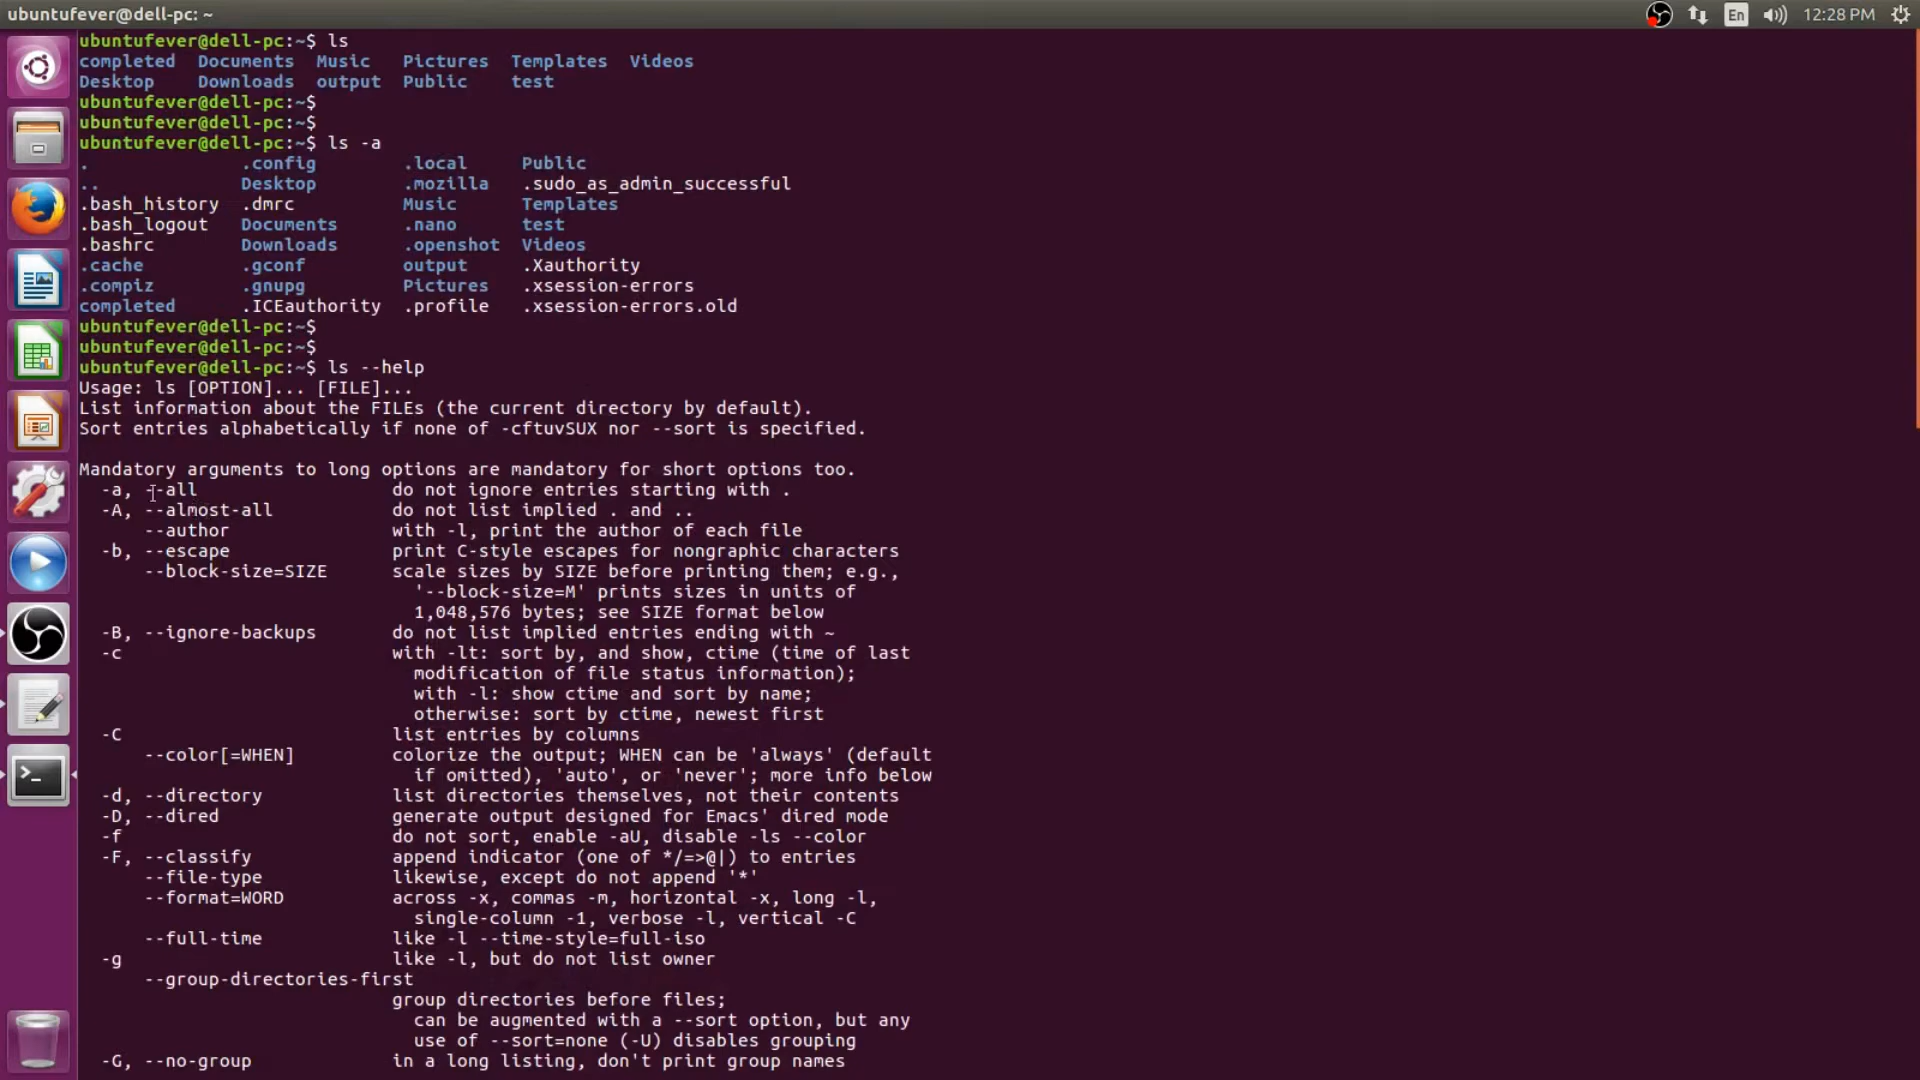 ubuntufever@dell-pc: ~
En
12:28 PM
ubuntufever@dell-pc:~$ ls
completed  Documents  Music   Pictures  Templates  Videos
Desktop    Downloads  output  Public    test
ubuntufever@dell-pc:~$
ubuntufever@dell-pc:~$
ubuntufever@dell-pc:~$ ls -a
.              .config       .local    Public
..             Desktop       .mozilla  .sudo_as_admin_successful
.bash_history  .dmrc         Music     Templates
.bash_logout   Documents     .nano     test
.bashrc        Downloads     .openshot Videos
.cache         .gconf        output    .Xauthority
.compiz        .gnupg        Pictures  .xsession-errors
completed      .ICEauthority .profile  .xsession-errors.old
ubuntufever@dell-pc:~$
ubuntufever@dell-pc:~$
ubuntufever@dell-pc:~$ ls --help
Usage: ls [OPTION]... [FILE]...
List information about the FILEs (the current directory by default).
Sort entries alphabetically if none of -cftuvSUX nor --sort is specified.
Mandatory arguments to long options are mandatory for short options too.
  -a, --all                  do not ignore entries starting with .
  -A, --almost-all           do not list implied . and ..
      --author               with -l, print the author of each file
  -b, --escape               print C-style escapes for nongraphic characters
      --block-size=SIZE      scale sizes by SIZE before printing them; e.g.,
                               '--block-size=M' prints sizes in units of
                               1,048,576 bytes; see SIZE format below
  -B, --ignore-backups       do not list implied entries ending with ~
  -c                         with -lt: sort by, and show, ctime (time of last
                               modification of file status information);
                               with -l: show ctime and sort by name;
                               otherwise: sort by ctime, newest first
  -C                         list entries by columns
      --color[=WHEN]         colorize the output; WHEN can be 'always' (default
                               if omitted), 'auto', or 'never'; more info below
  -d, --directory            list directories themselves, not their contents
  -D, --dired                generate output designed for Emacs' dired mode
  -f                         do not sort, enable -aU, disable -ls --color
  -F, --classify             append indicator (one of */=>@|) to entries
      --file-type            likewise, except do not append '*'
      --format=WORD          across -x, commas -m, horizontal -x, long -l,
                               single-column -1, verbose -l, vertical -C
      --full-time            like -l --time-style=full-iso
  -g                         like -l, but do not list owner
      --group-directories-first
                             group directories before files;
                               can be augmented with a --sort option, but any
                               use of --sort=none (-U) disables grouping
  -G, --no-group             in a long listing, don't print group names